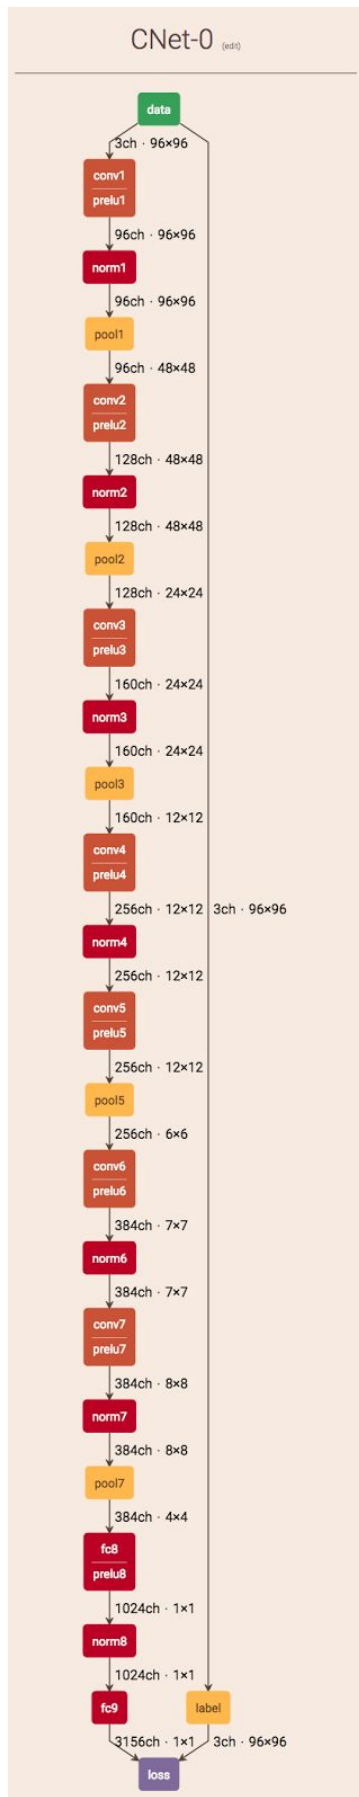 CNet-0 (edit)
data
3ch · 96×96
conv1
prelu1
96ch · 96×96
norm1
96ch · 96×96
pool1
96ch · 48×48
conv2
prelu2
128ch · 48×48
norm2
128ch · 48×48
pool2
128ch · 24×24
conv3
prelu3
160ch · 24×24
norm3
160ch · 24×24
pool3
160ch · 12×12
conv4
prelu4
256ch · 12×12 3ch · 96×96
norm4
256ch · 12×12
conv5
prelu5
256ch · 12×12
pool5
256ch · 6×6
conv6
prelu6
384ch · 7×7
norm6
384ch · 7×7
conv7
prelu7
384ch · 8×8
norm7
384ch · 8×8
pool7
384ch · 4×4
fc8
prelu8
1024ch · 1×1
norm8
1024ch · 1×1
fc9 label
3156ch · 1×1 3ch · 96×96
loss